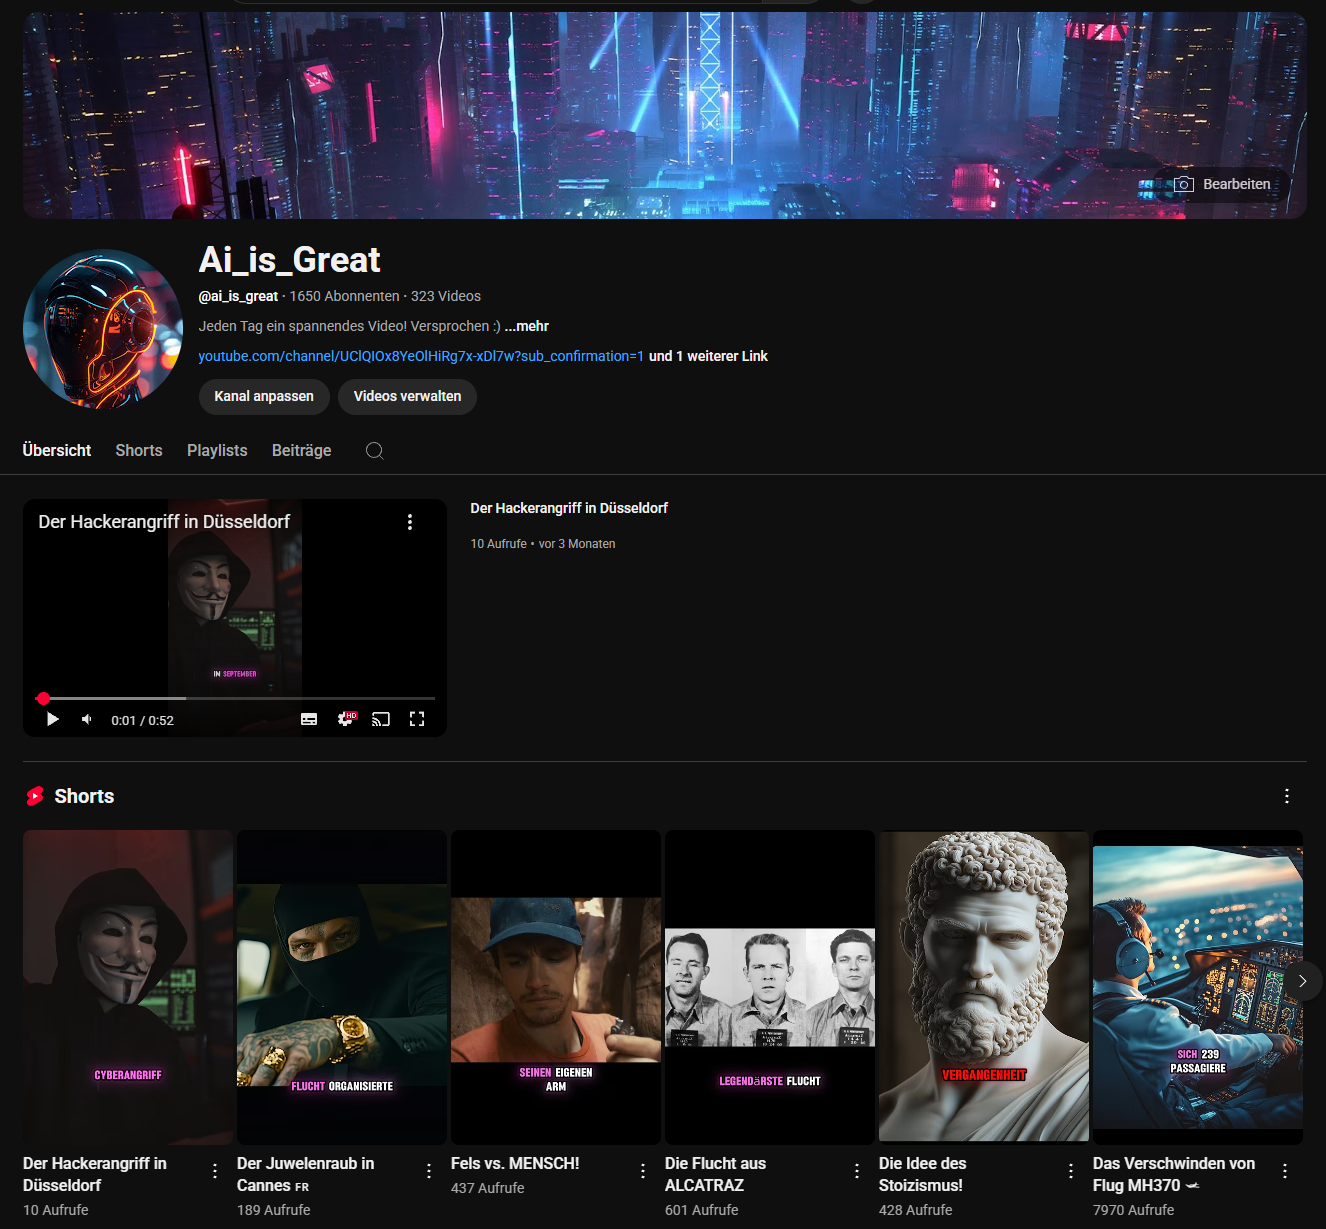 Bearbeiten
Ai_is_Great
@ai_is_great · 1650 Abonnenten · 323 Videos
Jeden Tag ein spannendes Video! Versprochen :) ...mehr
youtube.com/channel/UClQIOx8YeOlHiRg7x-xDl7w?sub_confirmation=1 und 1 weiterer Link
Kanal anpassen Videos verwalten
Übersicht Shorts Playlists Beiträge
Der Hackerangriff in Düsseldorf
IM SEPTEMBER
0:01 / 0:52
HD
Der Hackerangriff in Düsseldorf
10 Aufrufe • vor 3 Monaten
Shorts
CYBERANGRIFF
FLUCHT ORGANISIERTE
SEINEN EIGENEN
ARM
LEGENDäRSTE FLUCHT
VERGANGENHEIT
SICH 239
PASSAGIERE
Der Hackerangriff in
Düsseldorf
10 Aufrufe
Der Juwelenraub in
Cannes FR
189 Aufrufe
Fels vs. MENSCH!
437 Aufrufe
Die Flucht aus
ALCATRAZ
601 Aufrufe
Die Idee des
Stoizismus!
428 Aufrufe
Das Verschwinden von
Flug MH370
7970 Aufrufe